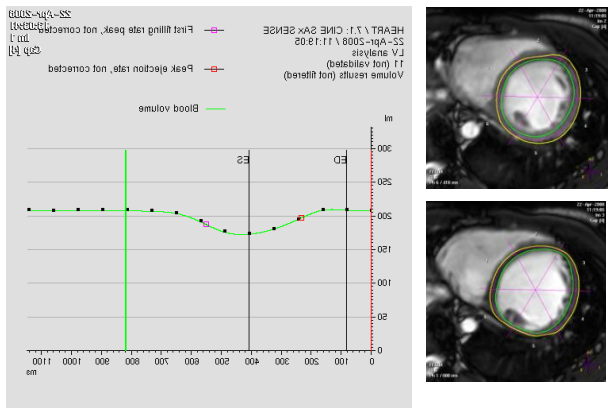 HEART / 7.1: CINE SAx SENSE
22-Apr-2008 / 11:19:05
LV analysis
11 (not validated)
Volume results (not filtered)
First filling rate peak, not corrected
Peak ejection rate, not corrected
Blood volume
22-Apr-2008
Im 1
ml
300
250
200
150
100
50
0
ED
ES
0 100 200 300 400 500 600 700 800 900 1000 1100
ms